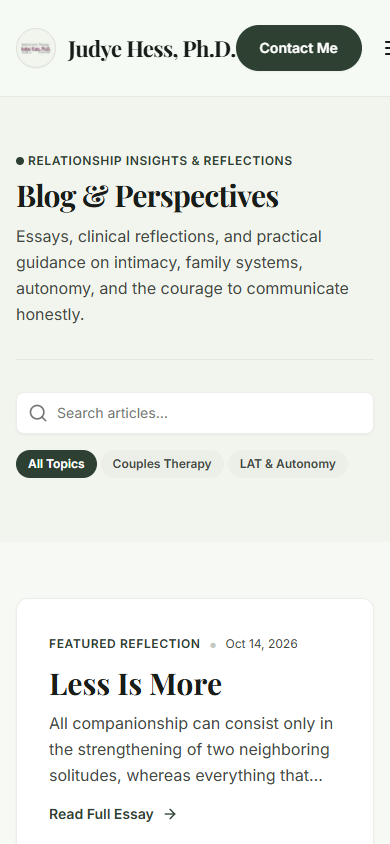 Judye Hess, Ph.D.
Contact Me
RELATIONSHIP INSIGHTS & REFLECTIONS
Blog & Perspectives
Essays, clinical reflections, and practical
guidance on intimacy, family systems,
autonomy, and the courage to communicate
honestly.
Search articles...
All Topics
Couples Therapy
LAT & Autonomy
FEATURED REFLECTION
Oct 14, 2026
Less Is More
All companionship can consist only in
the strengthening of two neighboring
solitudes, whereas everything that...
Read Full Essay